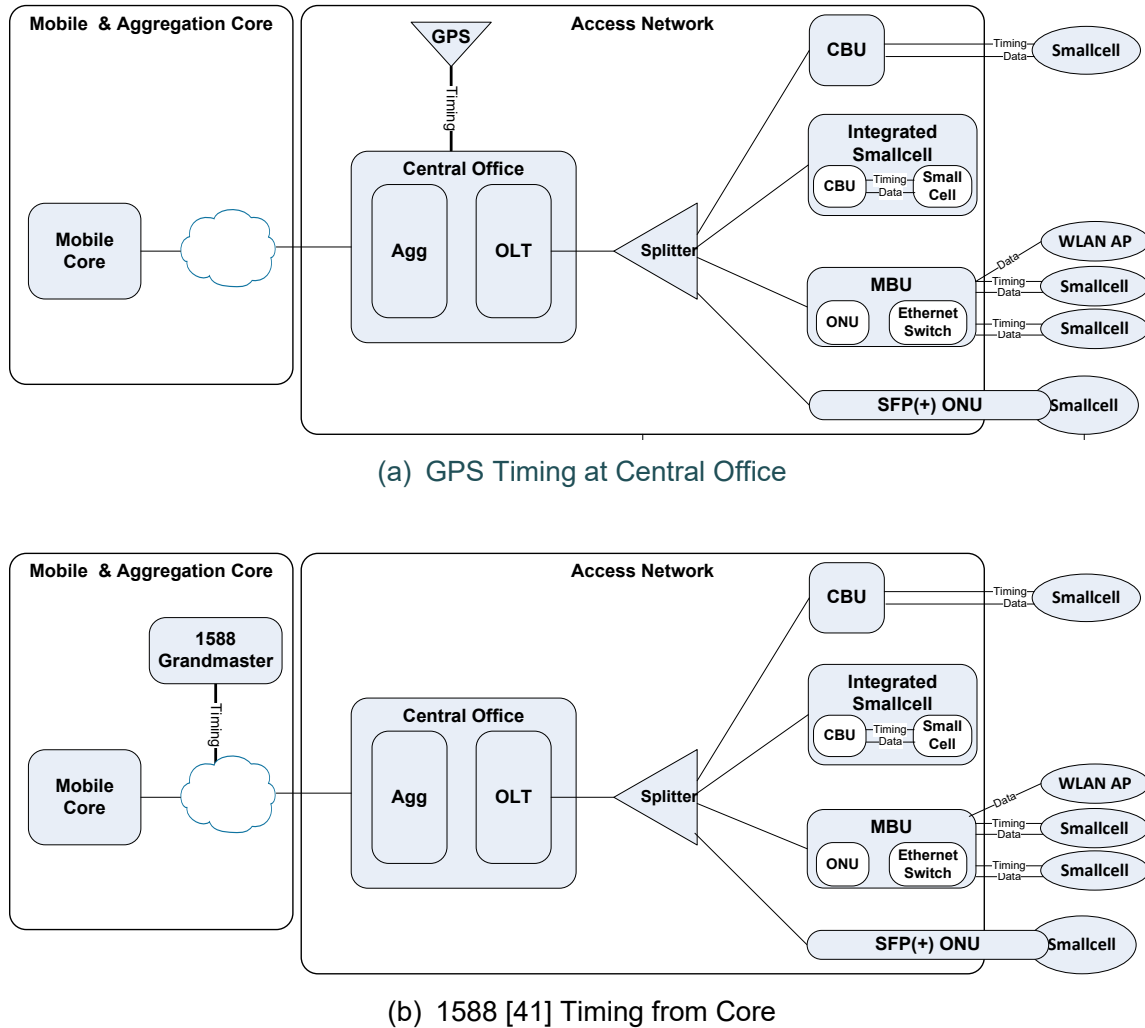 Mobile & Aggregation Core
Access Network
GPS
Timing
CBU
Timing
Data
Smallcell
Integrated
Smallcell
CBU
Timing
Data
Small
Cell
Central Office
Agg
OLT
Mobile
Core
Splitter
WLAN AP
Data
MBU
ONU
Ethernet
Switch
Timing
Data
Smallcell
Timing
Data
Smallcell
SFP(+) ONU
Smallcell
(a) GPS Timing at Central Office
Mobile & Aggregation Core
Access Network
1588
Grandmaster
Timing
CBU
Timing
Data
Smallcell
Integrated
Smallcell
CBU
Timing
Data
Small
Cell
Central Office
Agg
OLT
Mobile
Core
Splitter
WLAN AP
Data
MBU
ONU
Ethernet
Switch
Timing
Data
Smallcell
Timing
Data
Smallcell
SFP(+) ONU
Smallcell
(b) 1588 [41] Timing from Core